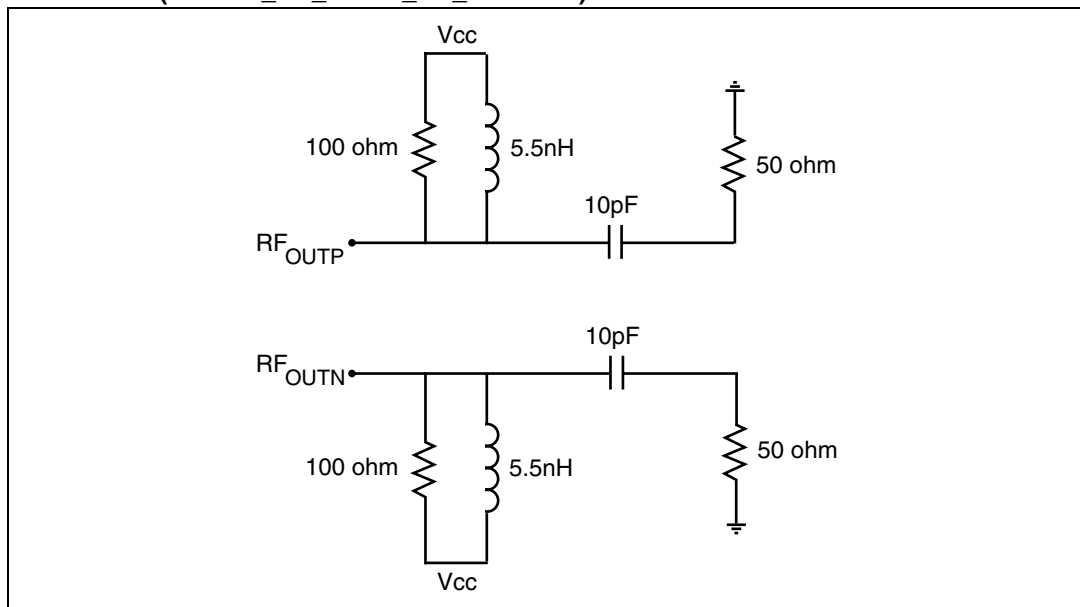 Vcc
100 ohm
5.5nH
50 ohm
10pF
RFOUTP
10pF
RFOUTN
100 ohm
5.5nH
50 ohm
Vcc